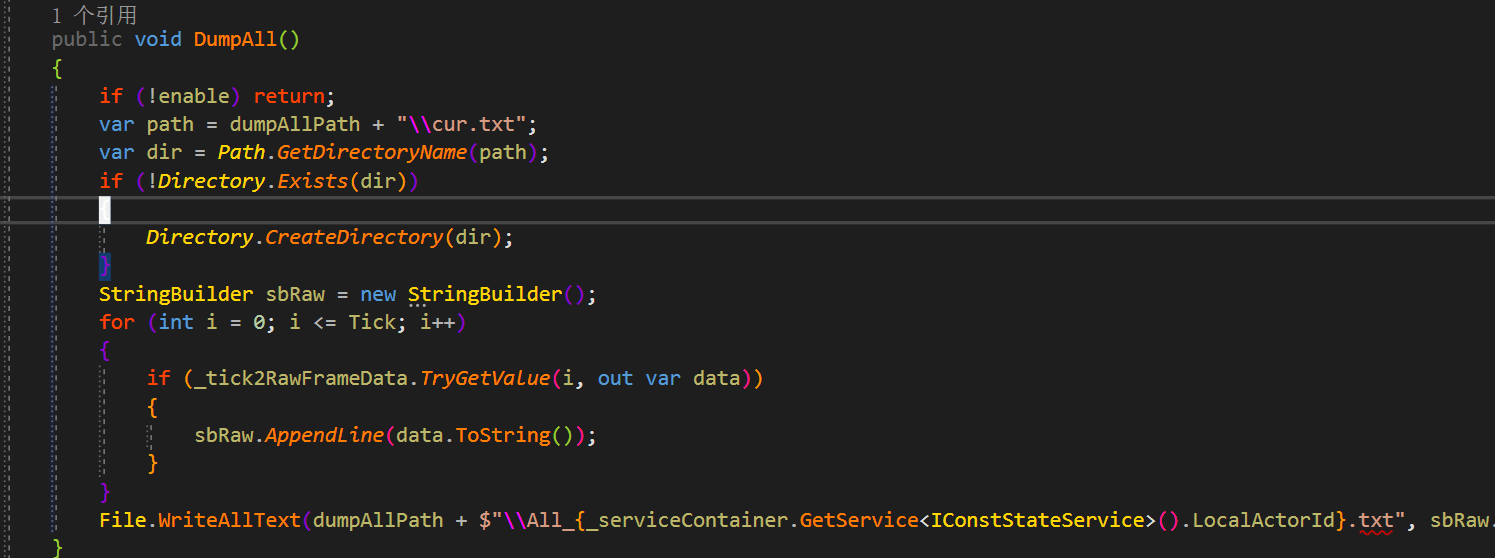 1 个引用
public void DumpAll()
{
if (!enable) return;
var path = dumpAllPath + "\\cur.txt";
var dir = Path.GetDirectoryName(path);
if (!Directory.Exists(dir))
{
Directory.CreateDirectory(dir);
}
StringBuilder sbRaw = new StringBuilder();
for (int i = 0; i <= Tick; i++)
{
if (_tick2RawFrameData.TryGetValue(i, out var data))
{
sbRaw.AppendLine(data.ToString());
}
}
File.WriteAllText(dumpAllPath + $"\\All_{_serviceContainer.GetService<IConstStateService>().LocalActorId}.txt", sbRaw.
}